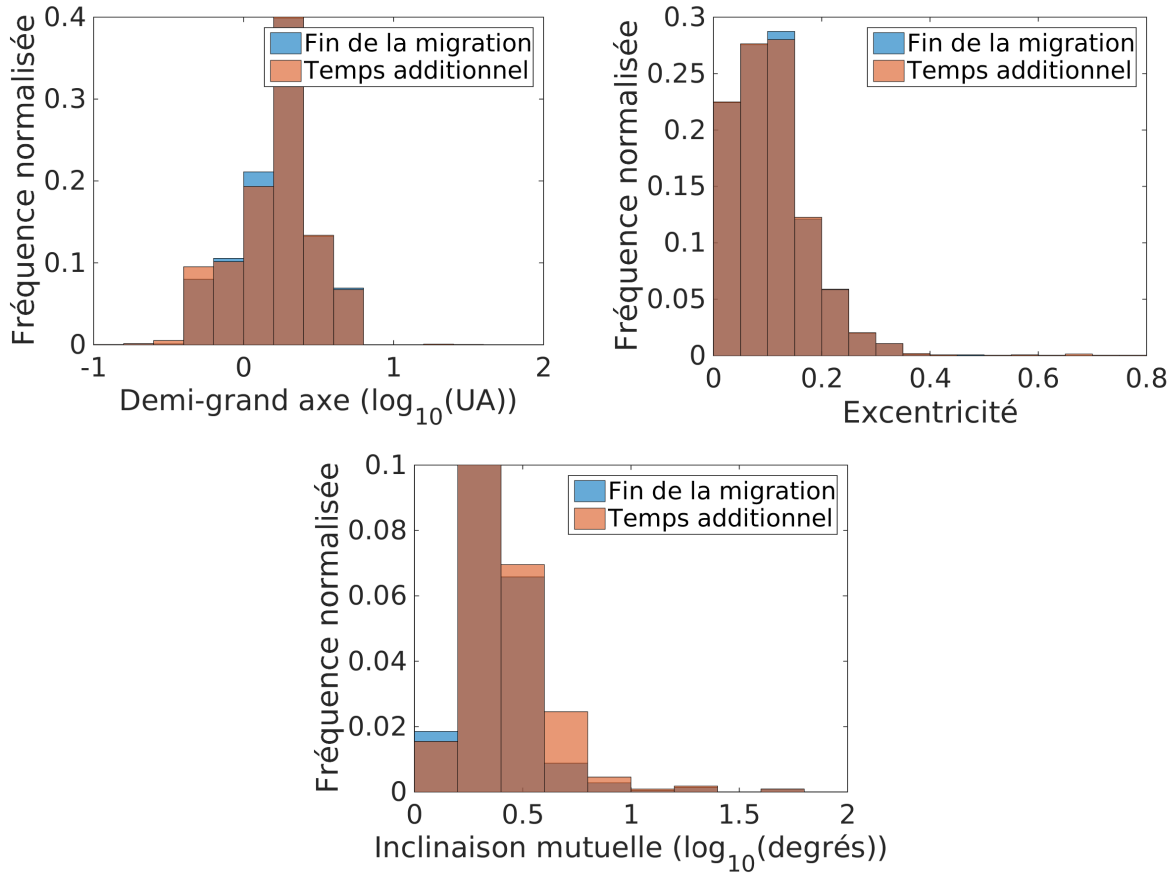 Fréquence normalisée
0.4
0.3
0.2
0.1
0
-1
0
1
2
Fin de la migration
Temps additionnel
Demi-grand axe (log10(UA))
Fréquence normalisée
0.3
0.25
0.2
0.15
0.1
0.05
0
0
0.2
0.4
0.6
0.8
Fin de la migration
Temps additionnel
Excentricité
Fréquence normalisée
0.1
0.08
0.06
0.04
0.02
0
0
0.5
1
1.5
2
Fin de la migration
Temps additionnel
Inclinaison mutuelle (log10(degrés))